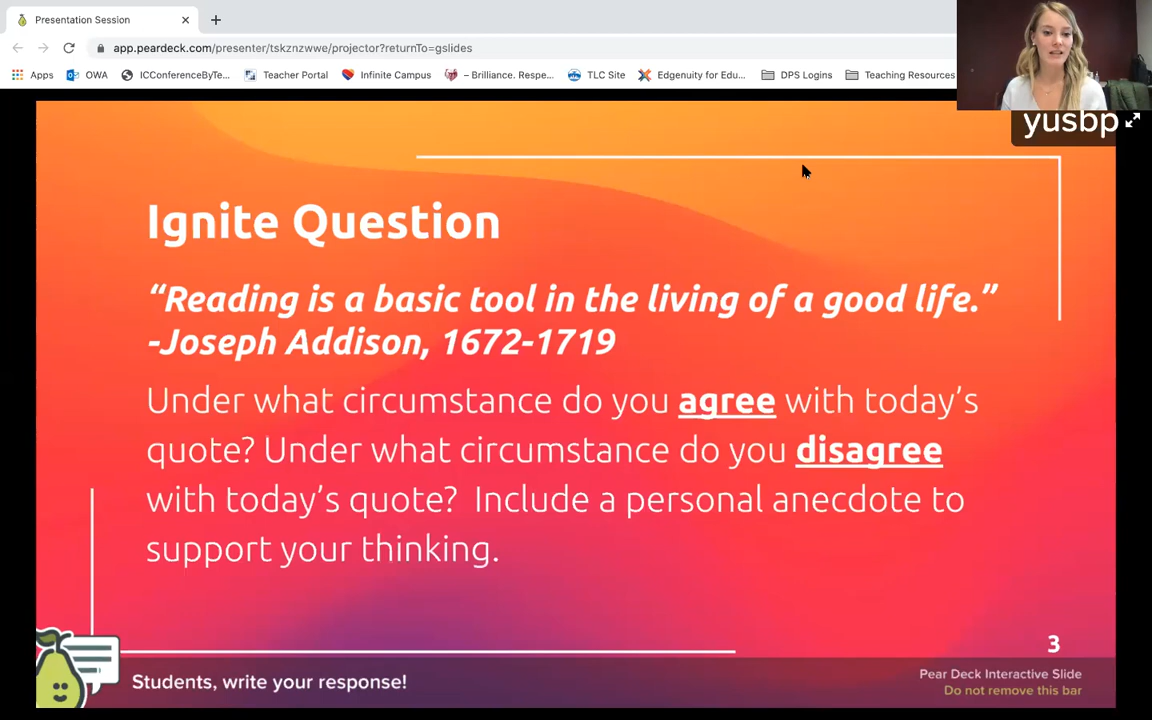 Presentation Session
app.peardeck.com/presenter/tskznzwwe/projector?returnTo=gslides
Apps OWA ICConferenceByTe... Teacher Portal Infinite Campus – Brilliance. Respe... TLC Site Edgenuity for Edu... DPS Logins Teaching Resources
yusbp
Ignite Question
“Reading is a basic tool in the living of a good life.”
-Joseph Addison, 1672-1719
Under what circumstance do you agree with today’s
quote? Under what circumstance do you disagree
with today’s quote? Include a personal anecdote to
support your thinking.
3
Students, write your response!
Pear Deck Interactive Slide
Do not remove this bar